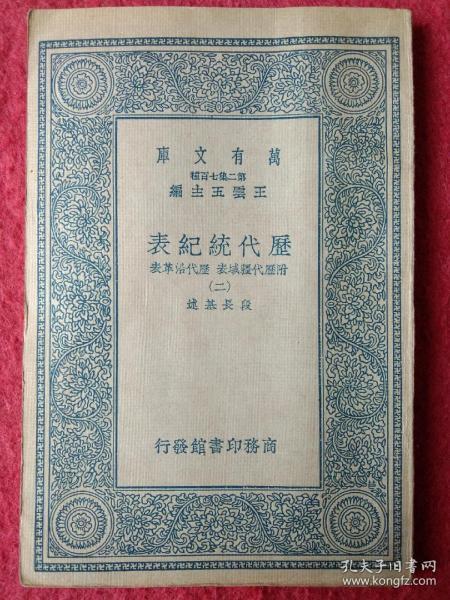 萬有文庫
第二集七百種
王雲五主編
歷代統紀表
附歷代疆域表 歷代沿革表
(二)
段長基述
商務印書館發行
孔夫子旧书网
www.kongfz.com